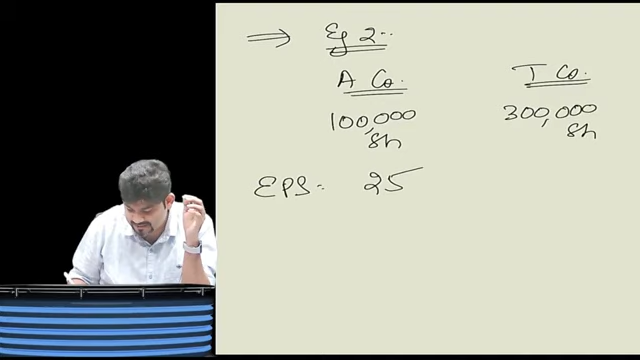 ⇒ Eg 2..
A Co. T Co.
100,000 300,000
Sh Sh
EPS: 25